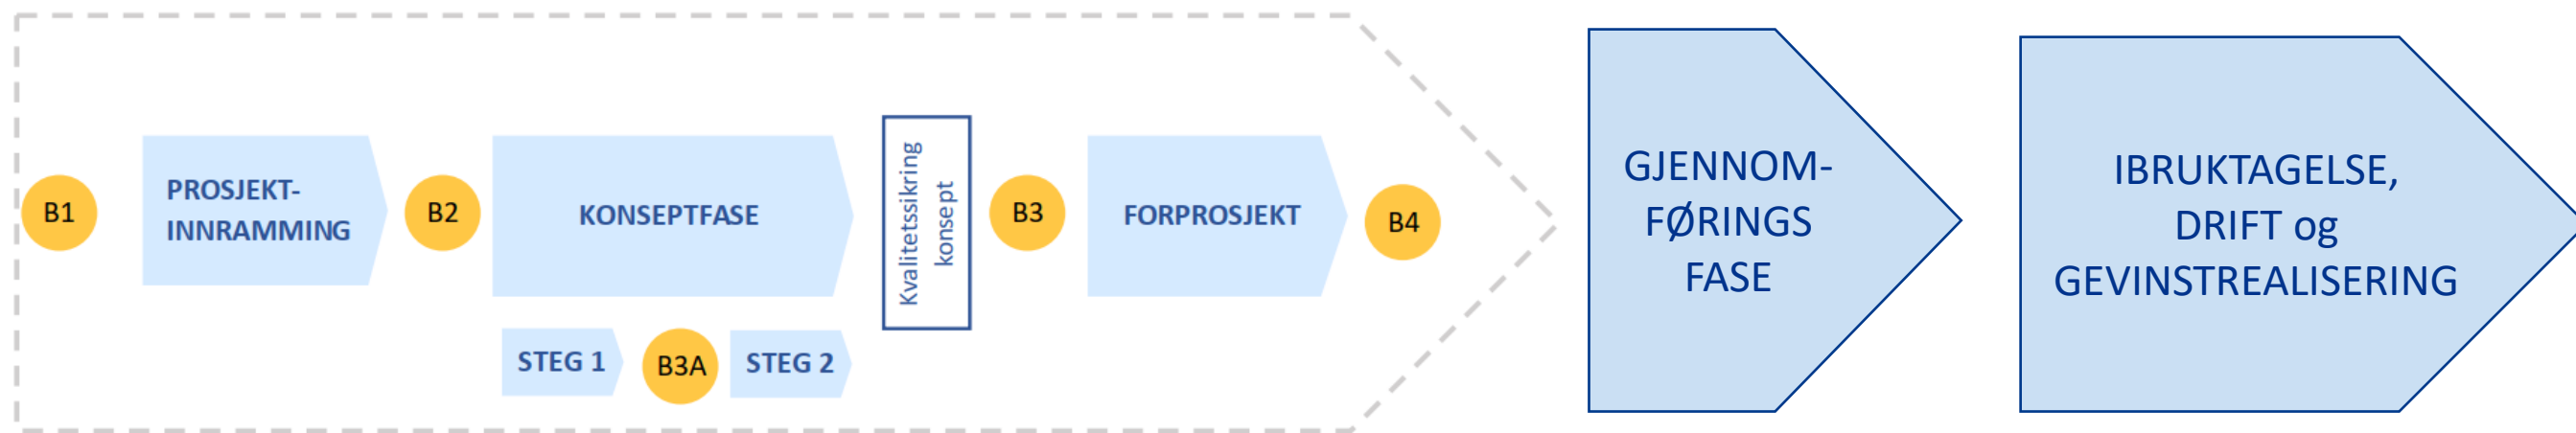 B1
PROSJEKT-
INNRAMMING
B2
KONSEPTFASE
STEG 1
B3A
STEG 2
Kvalitetssikring
konsept
B3
FORPROSJEKT
B4
GJENNOM-
FØRINGS
FASE
IBRUKTAGELSE,
DRIFT og
GEVINSTREALISERING